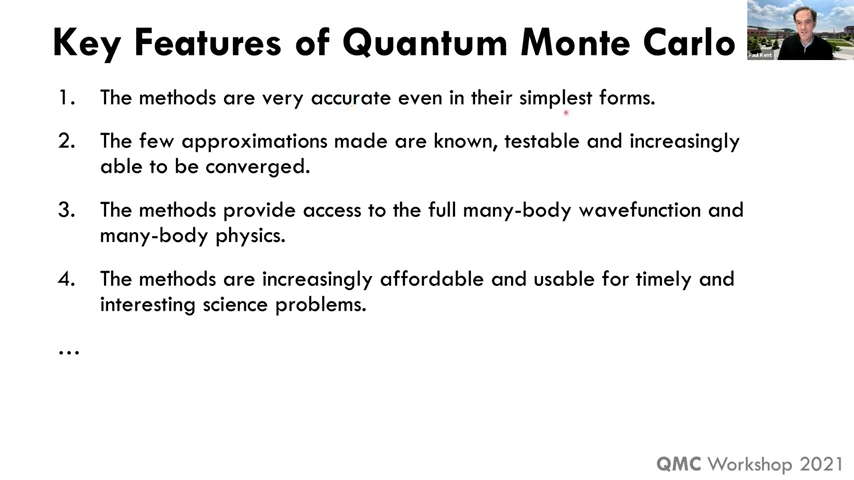 Key Features of Quantum Monte Carlo
Paul Kent
1. The methods are very accurate even in their simplest forms.
2. The few approximations made are known, testable and increasingly
able to be converged.
3. The methods provide access to the full many-body wavefunction and
many-body physics.
4. The methods are increasingly affordable and usable for timely and
interesting science problems.
...
QMC Workshop 2021